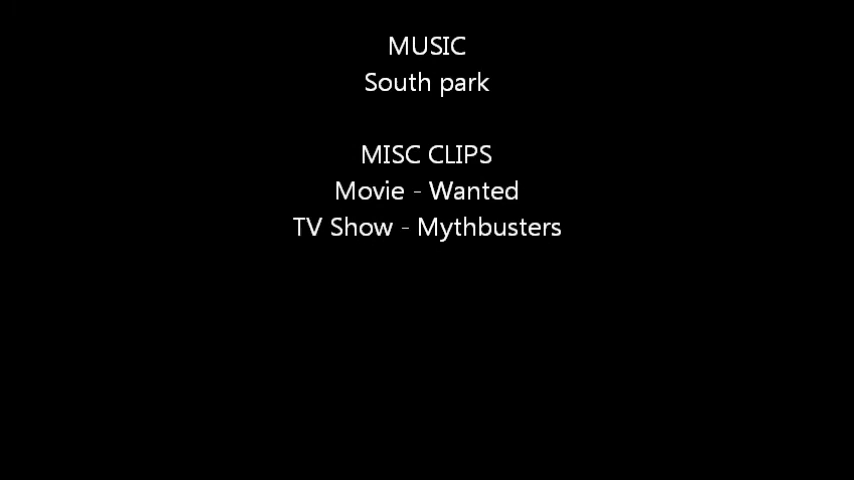 MUSIC
South park
MISC CLIPS
Movie - Wanted
TV Show - Mythbusters